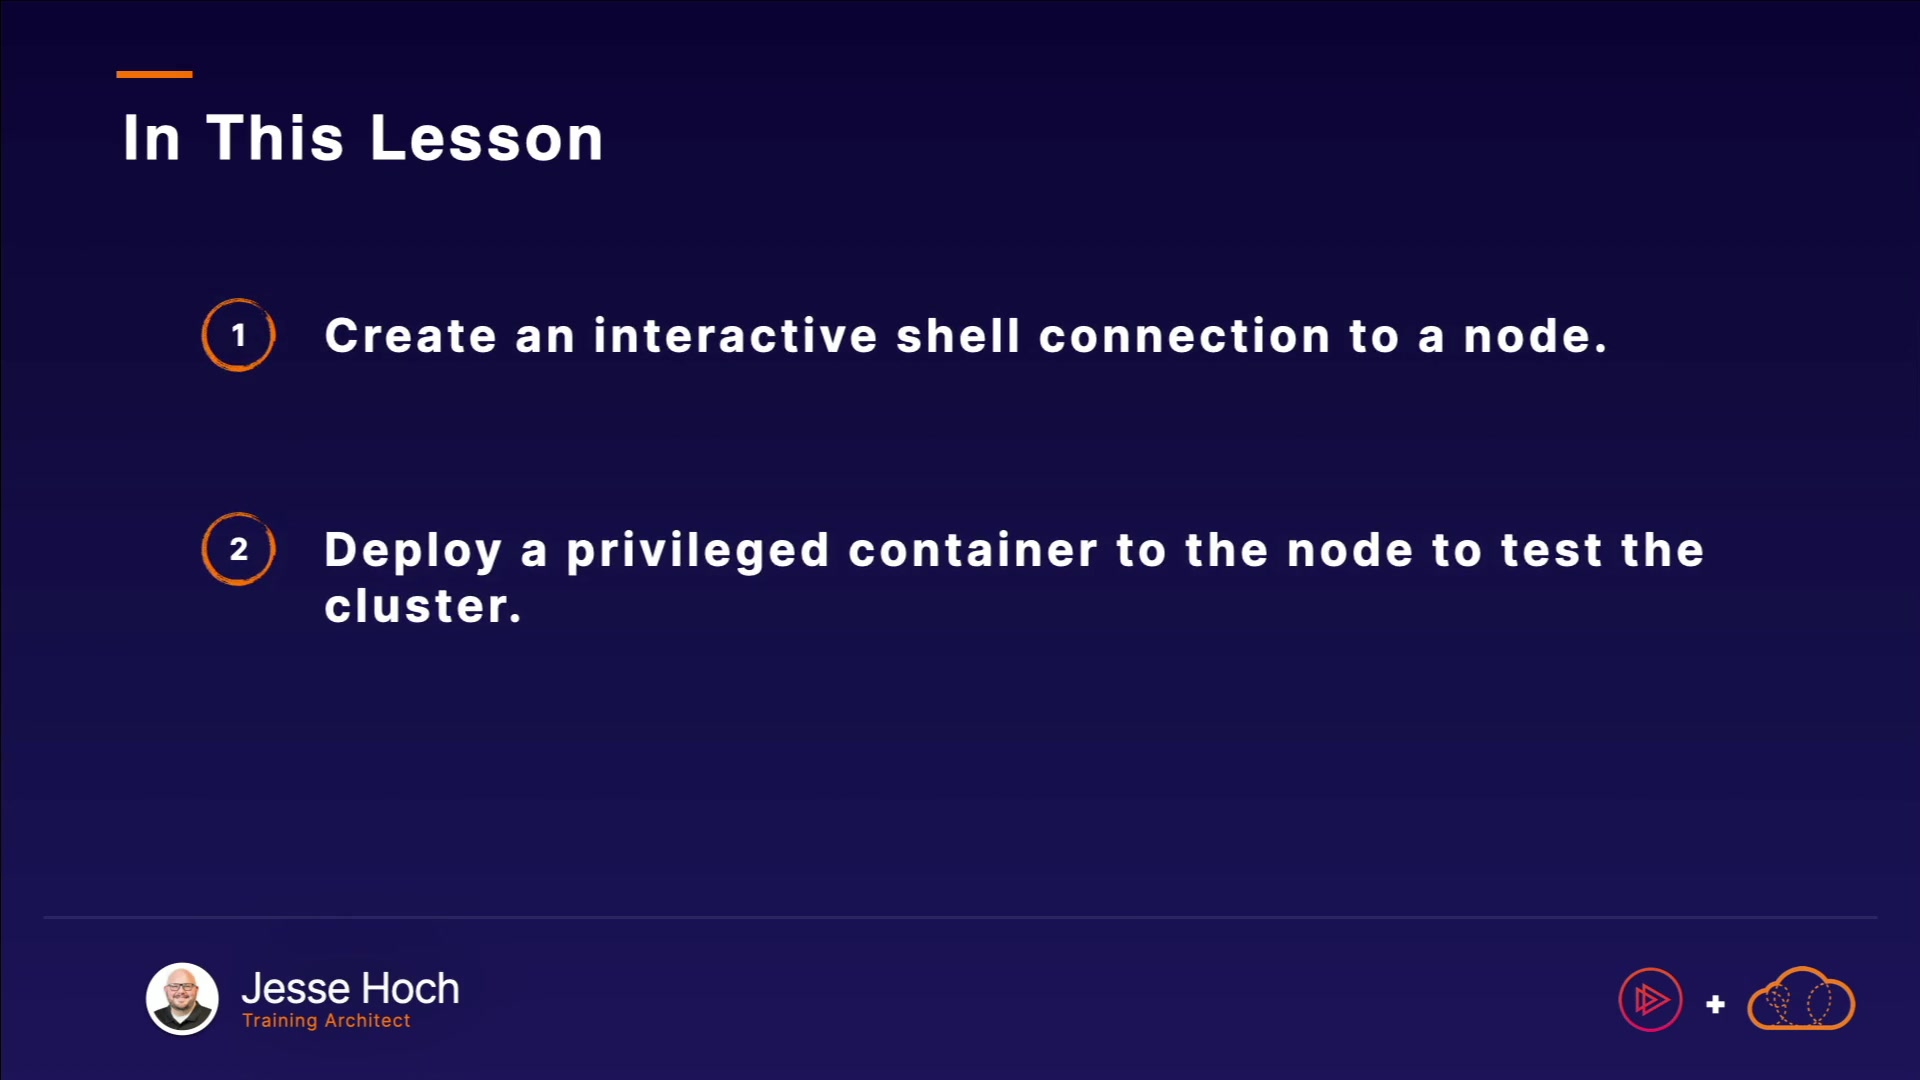 In This Lesson
1 Create an interactive shell connection to a node.
2 Deploy a privileged container to the node to test the
cluster.
Jesse Hoch
Training Architect
+